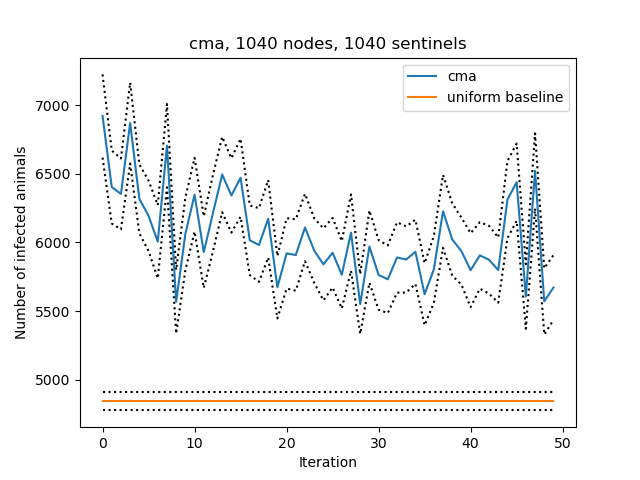 cma, 1040 nodes, 1040 sentinels
cma
uniform baseline
Number of infected animals
7000
6500
6000
5500
5000
0 10 20 30 40 50
Iteration